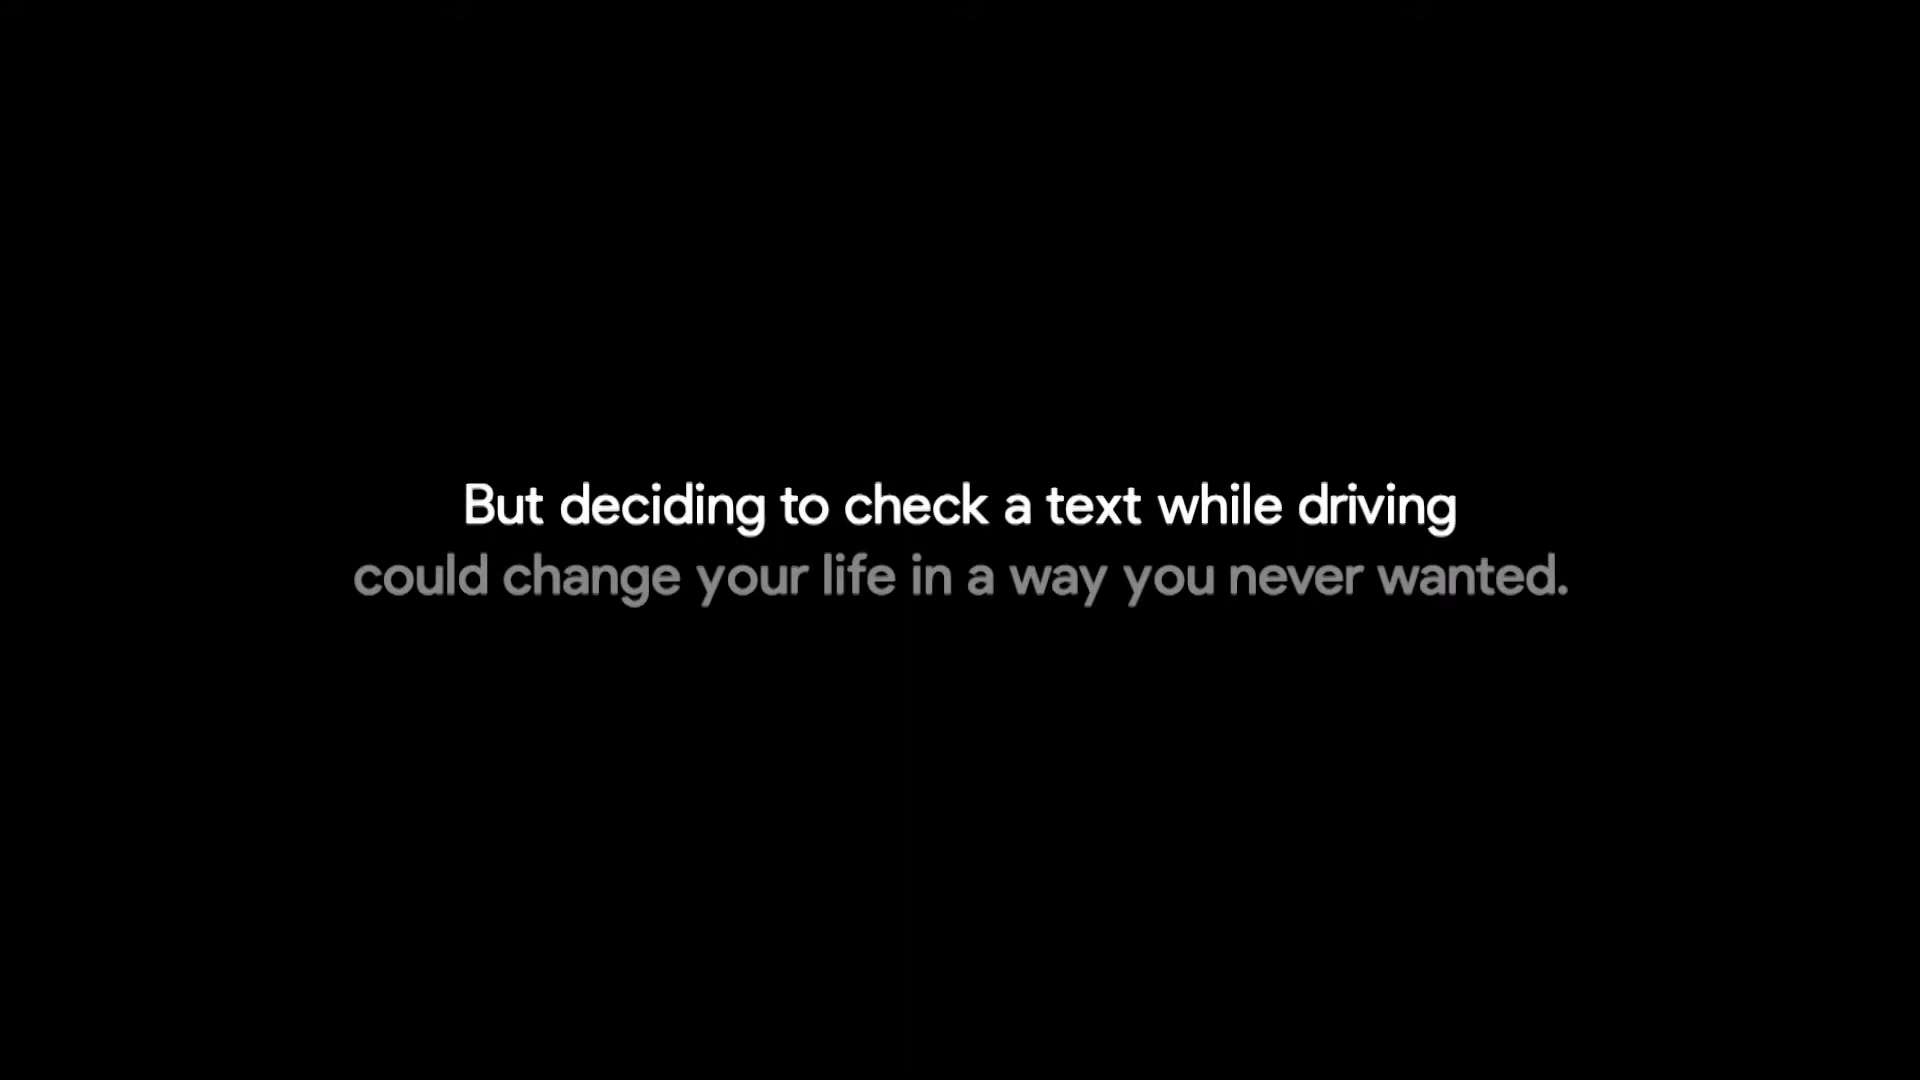 But deciding to check a text while driving
could change your life in a way you never wanted.